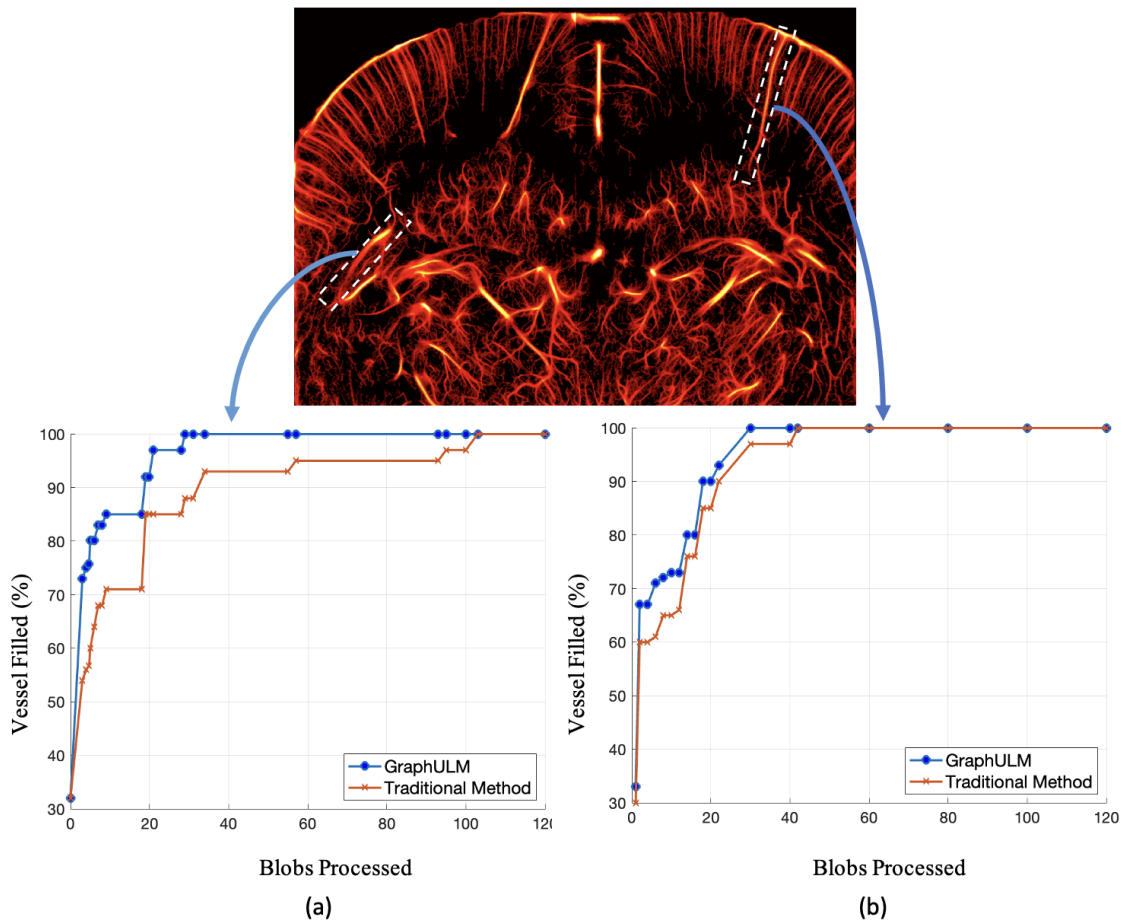 100
90
80
70
60
50
40
30
Vessel Filled (%)
GraphULM
Traditional Method
0 20 40 60 80 100 120
Blobs Processed
(a)
100
90
80
70
60
50
40
30
Vessel Filled (%)
GraphULM
Traditional Method
0 20 40 60 80 100 120
Blobs Processed
(b)